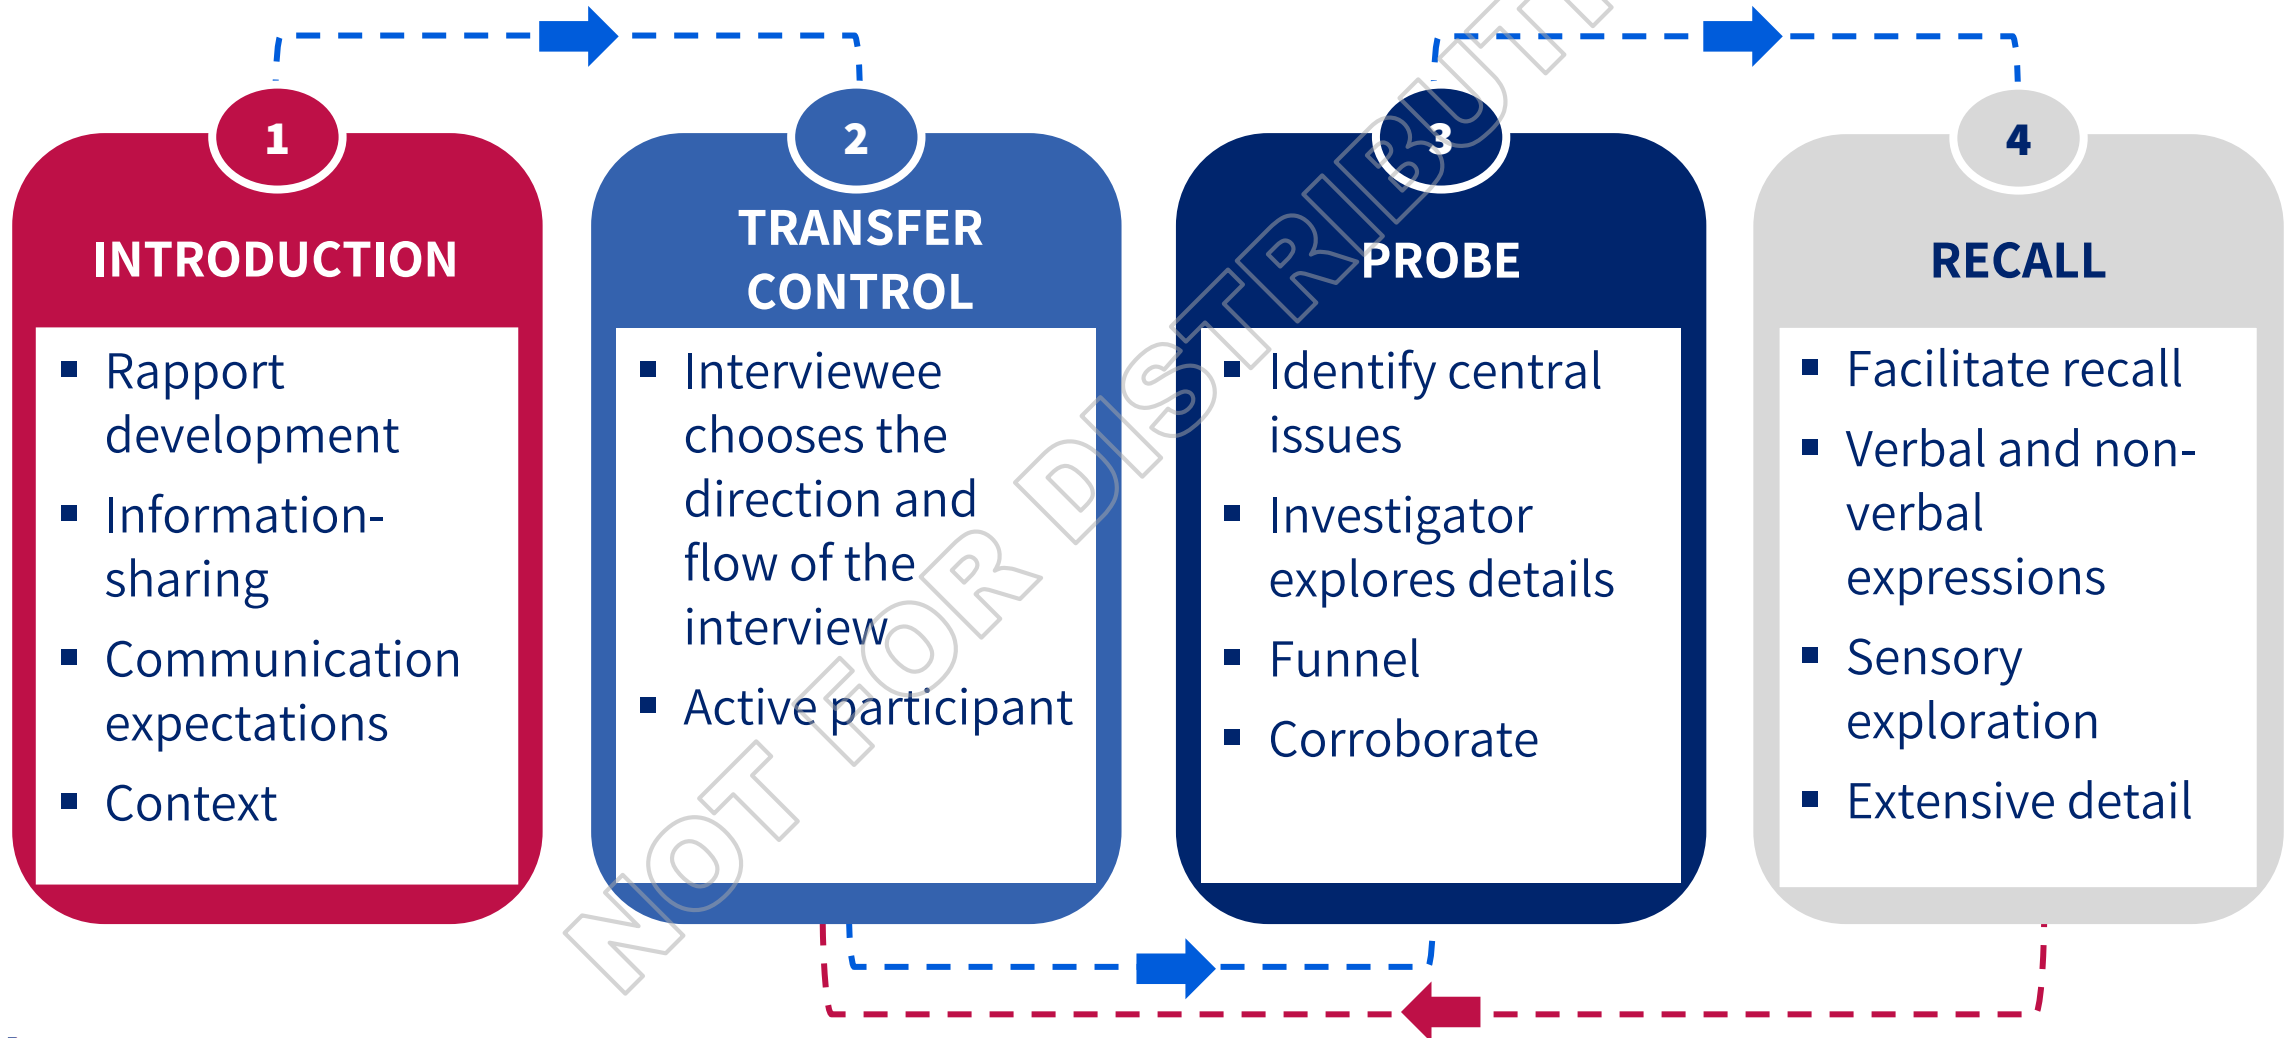 1
INTRODUCTION
▪ Rapport
development
▪ Information-
sharing
▪ Communication
expectations
▪ Context
2
TRANSFER
CONTROL
▪ Interviewee
chooses the
direction and
flow of the
interview
▪ Active participant
3
PROBE
▪ Identify central
issues
▪ Investigator
explores details
▪ Funnel
▪ Corroborate
4
RECALL
▪ Facilitate recall
▪ Verbal and non-
verbal
expressions
▪ Sensory
exploration
▪ Extensive detail
NOT FOR DISTRIBUT